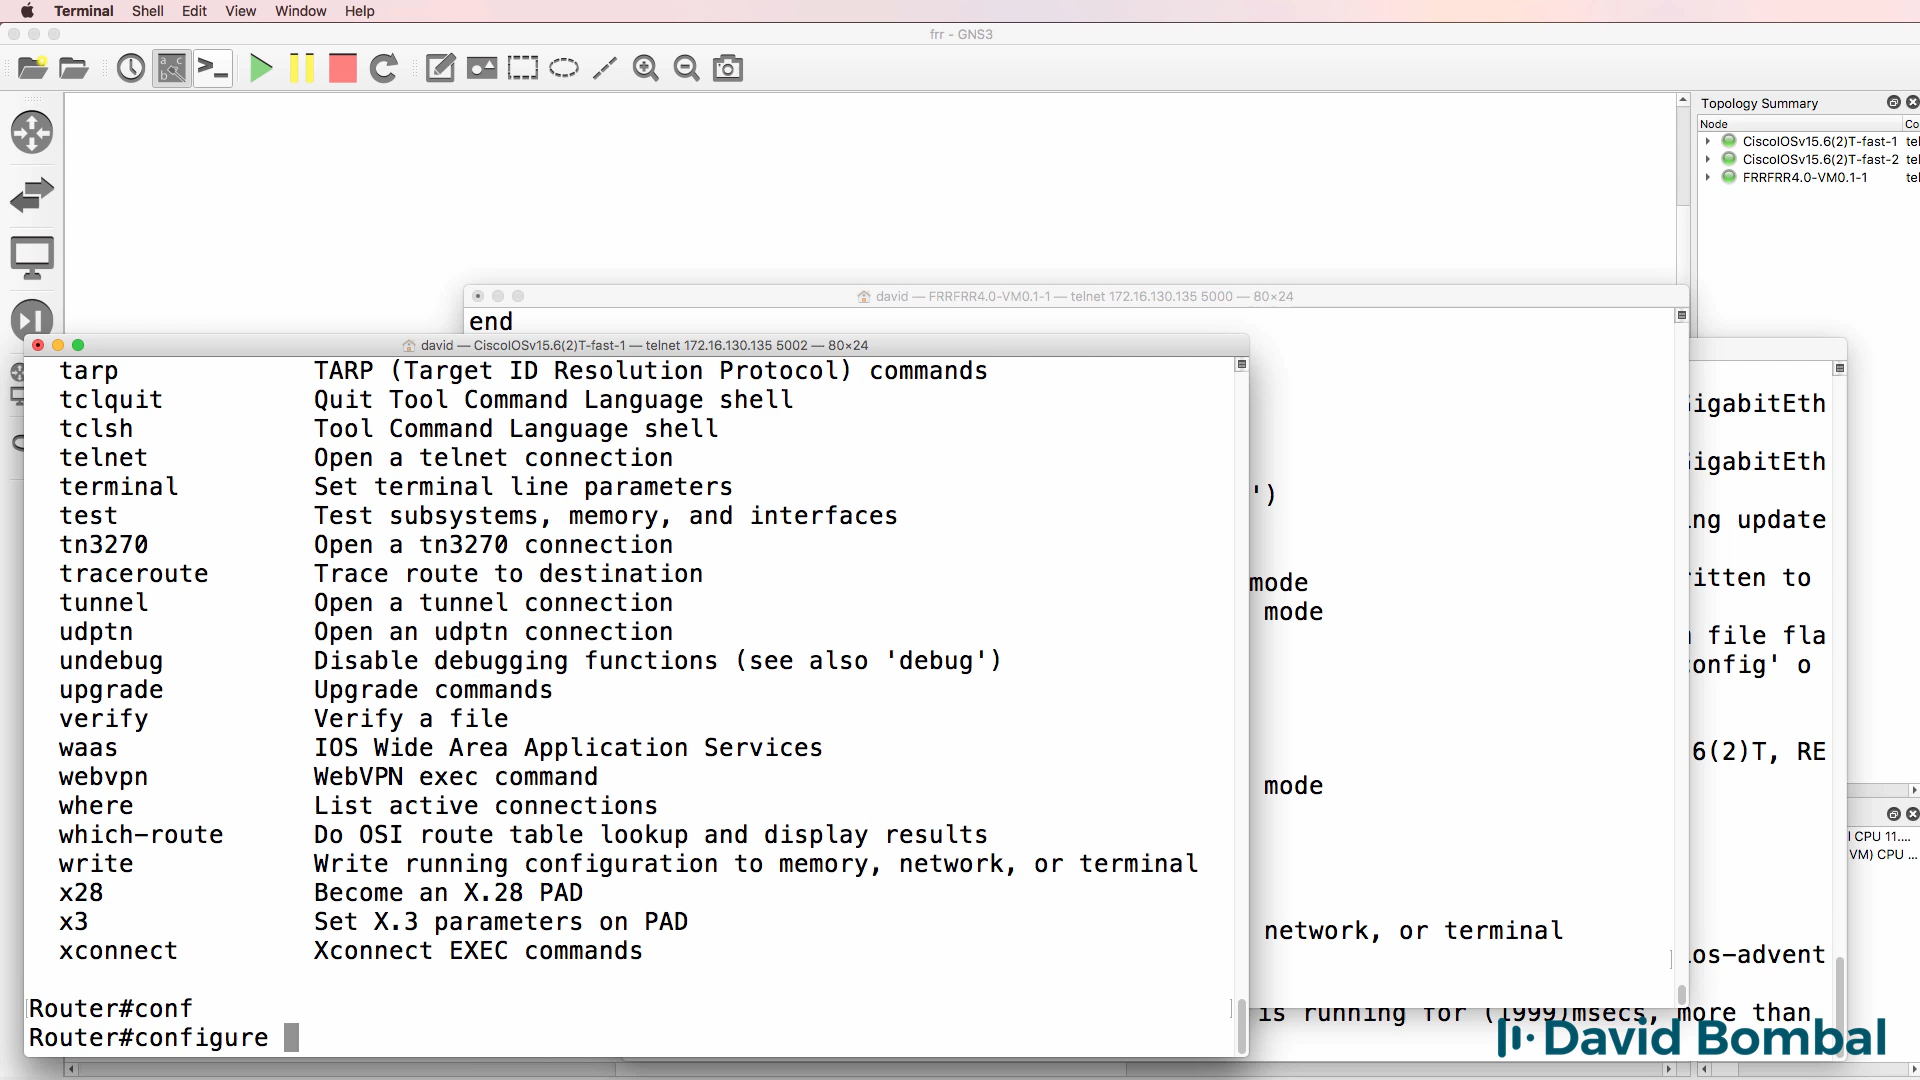 Terminal Shell Edit View Window Help
frr - GNS3
Topology Summary
Node Co
CiscoIOSv15.6(2)T-fast-1 tel
CiscoIOSv15.6(2)T-fast-2 tel
FRRFRR4.0-VM0.1-1 tel
david — FRRFRR4.0-VM0.1-1 — telnet 172.16.130.135 5000 — 80×24
end
david — CiscoIOSv15.6(2)T-fast-1 — telnet 172.16.130.135 5002 — 80×24
tarp TARP (Target ID Resolution Protocol) commands
tclquit Quit Tool Command Language shell
tclsh Tool Command Language shell
telnet Open a telnet connection
terminal Set terminal line parameters
test Test subsystems, memory, and interfaces
tn3270 Open a tn3270 connection
traceroute Trace route to destination
tunnel Open a tunnel connection
udptn Open an udptn connection
undebug Disable debugging functions (see also 'debug')
upgrade Upgrade commands
verify Verify a file
waas IOS Wide Area Application Services
webvpn WebVPN exec command
where List active connections
which-route Do OSI route table lookup and display results
write Write running configuration to memory, network, or terminal
x28 Become an X.28 PAD
x3 Set X.3 parameters on PAD
xconnect Xconnect EXEC commands
Router#conf
Router#configure
')
mode
mode
mode
network, or terminal
igabitEth
igabitEth
ng update
itten to
file fla
onfig' o
6(2)T, RE
os-advent
is running for (1999)msecs, more than
CPU 11....
VM) CPU ...
David Bombal